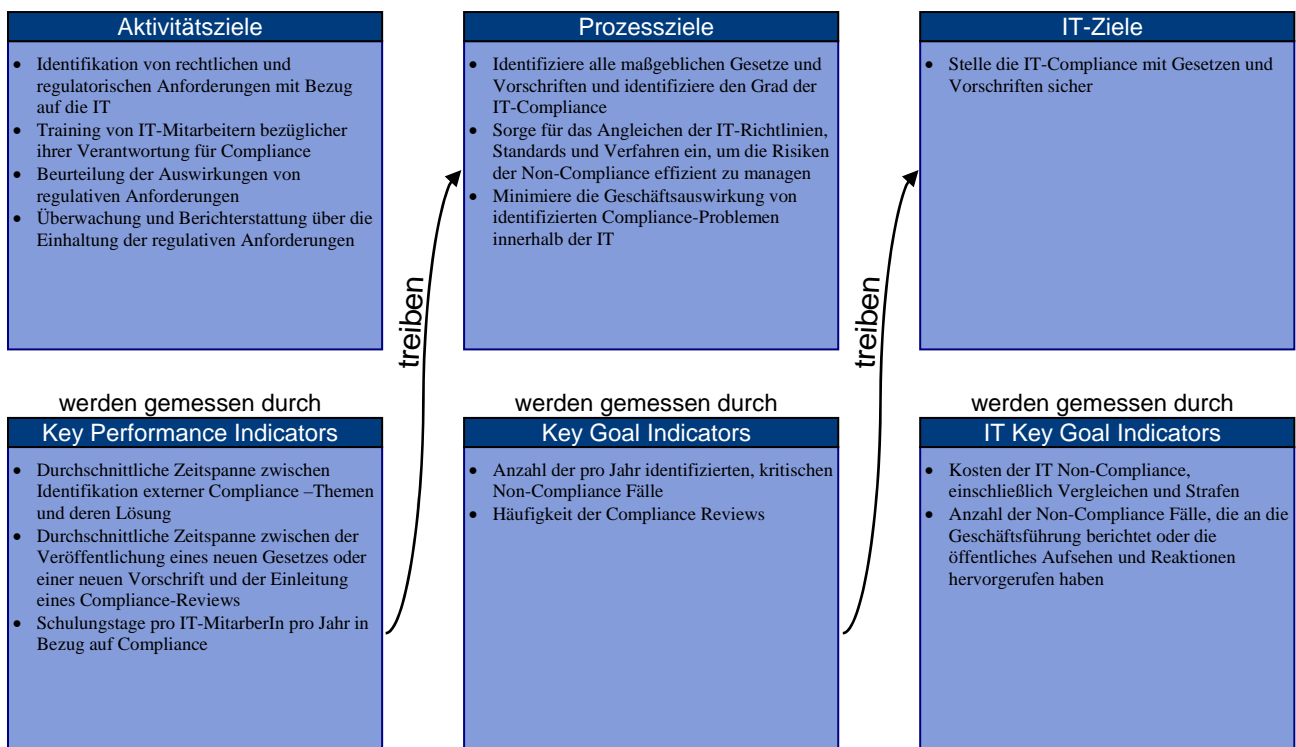 Aktivitätsziele
• Identifikation von rechtlichen und
regulatorischen Anforderungen mit Bezug
auf die IT
• Training von IT-Mitarbeitern bezüglicher
ihrer Verantwortung für Compliance
• Beurteilung der Auswirkungen von
regulativen Anforderungen
• Überwachung und Berichterstattung über die
Einhaltung der regulativen Anforderungen
treiben
Prozessziele
• Identifiziere alle maßgeblichen Gesetze und
Vorschriften und identifiziere den Grad der
IT-Compliance
• Sorge für das Angleichen der IT-Richtlinien,
Standards und Verfahren ein, um die Risiken
der Non-Compliance effizient zu managen
• Minimiere die Geschäftsauswirkung von
identifizierten Compliance-Problemen
innerhalb der IT
treiben
IT-Ziele
• Stelle die IT-Compliance mit Gesetzen und
Vorschriften sicher
werden gemessen durch
Key Performance Indicators
• Durchschnittliche Zeitspanne zwischen
Identifikation externer Compliance –Themen
und deren Lösung
• Durchschnittliche Zeitspanne zwischen der
Veröffentlichung eines neuen Gesetzes oder
einer neuen Vorschrift und der Einleitung
eines Compliance-Reviews
• Schulungstage pro IT-MitarberIn pro Jahr in
Bezug auf Compliance
werden gemessen durch
Key Goal Indicators
• Anzahl der pro Jahr identifizierten, kritischen
Non-Compliance Fälle
• Häufigkeit der Compliance Reviews
werden gemessen durch
IT Key Goal Indicators
• Kosten der IT Non-Compliance,
einschließlich Vergleichen und Strafen
• Anzahl der Non-Compliance Fälle, die an die
Geschäftsführung berichtet oder die
öffentliches Aufsehen und Reaktionen
hervorgerufen haben